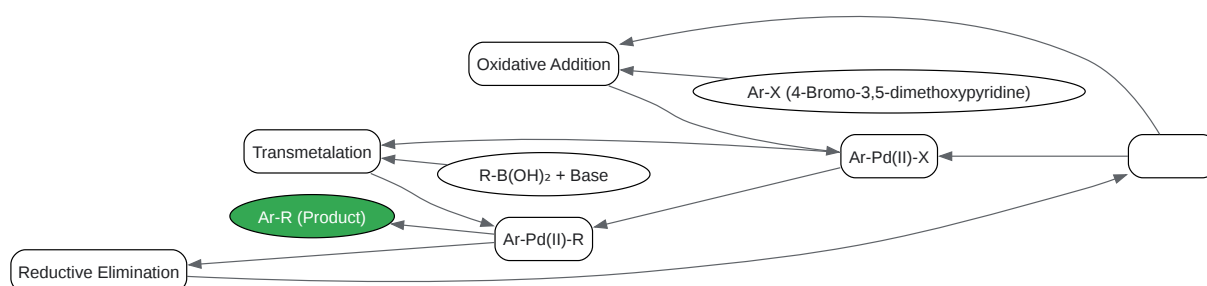 Oxidative Addition
Ar-X (4-Bromo-3,5-dimethoxypyridine)
Transmetalation
Ar-Pd(II)-X
R-B(OH)₂ + Base
Ar-R (Product)
Ar-Pd(II)-R
Reductive Elimination